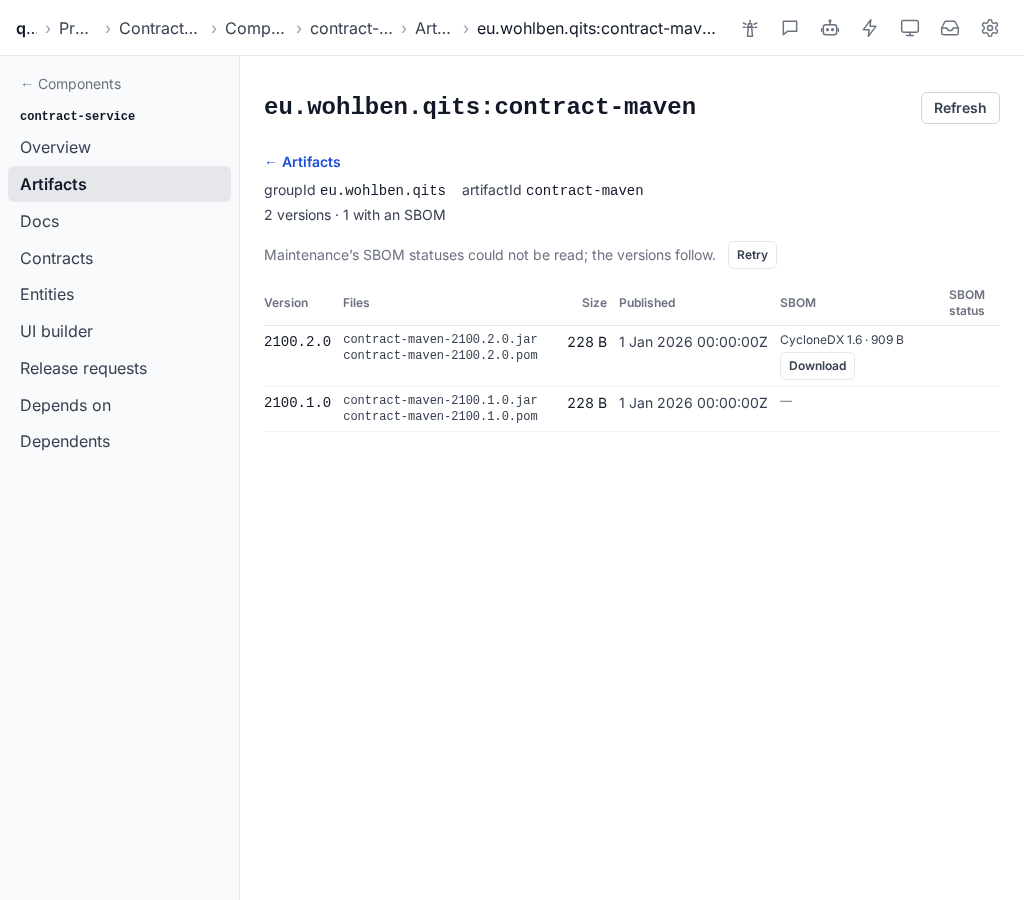 q... › Pr... › Contract... › Comp... › contract-... › Art... › eu.wohlben.qits:contract-mav...
← Components
contract-service
Overview
Artifacts
Docs
Contracts
Entities
UI builder
Release requests
Depends on
Dependents
eu.wohlben.qits:contract-maven
Refresh
← Artifacts
groupId eu.wohlben.qits artifactId contract-maven
2 versions · 1 with an SBOM
Maintenance’s SBOM statuses could not be read; the versions follow. Retry
Version Files Size Published SBOM SBOM status
2100.2.0 contract-maven-2100.2.0.jar 228 B 1 Jan 2026 00:00:00Z CycloneDX 1.6 · 909 B
contract-maven-2100.2.0.pom
Download
2100.1.0 contract-maven-2100.1.0.jar 228 B 1 Jan 2026 00:00:00Z —
contract-maven-2100.1.0.pom